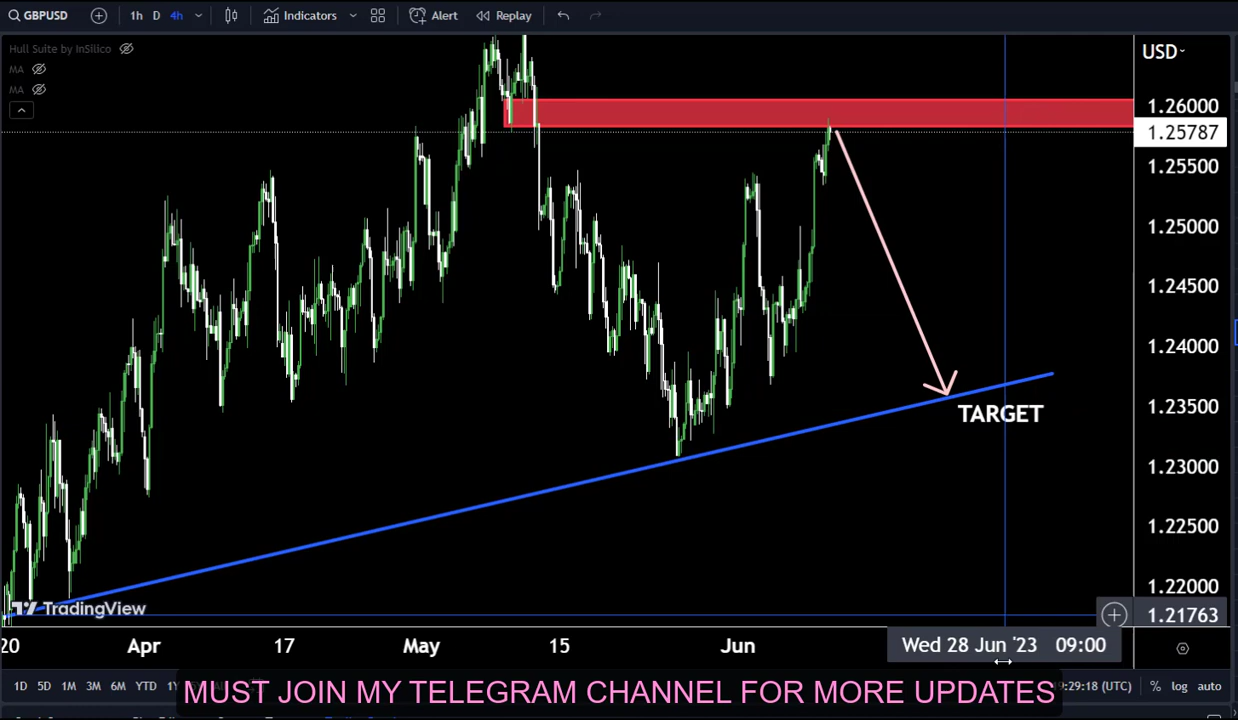 GBPUSD 1h D 4h Indicators Alert Replay
Hull Suite by InSilico
MA
MA
USD
1.26000
1.25787
1.25500
1.25000
1.24500
1.24000
1.23500
1.23000
1.22500
1.22000
1.21763
TARGET
TradingView
20 Apr 17 May 15 Jun Wed 28 Jun '23 09:00
1D 5D 1M 3M 6M YTD :29:18 (UTC) % log auto
MUST JOIN MY TELEGRAM CHANNEL FOR MORE UPDATES